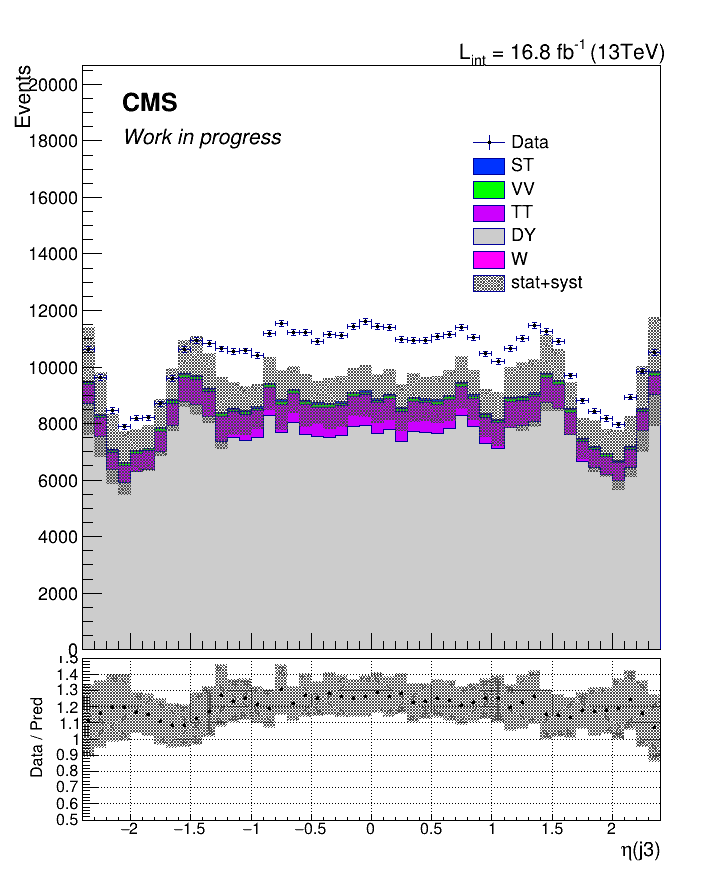 L_int = 16.8 fb^-1 (13TeV)
Events
20000
CMS
18000
Work in progress
16000
14000
12000
10000
8000
6000
4000
2000
0
Data
ST
VV
TT
DY
W
stat+syst
Data / Pred
1.5
1.4
1.3
1.2
1.1
1
0.9
0.8
0.7
0.6
0.5
−2 −1.5 −1 −0.5 0 0.5 1 1.5 2
η(j3)